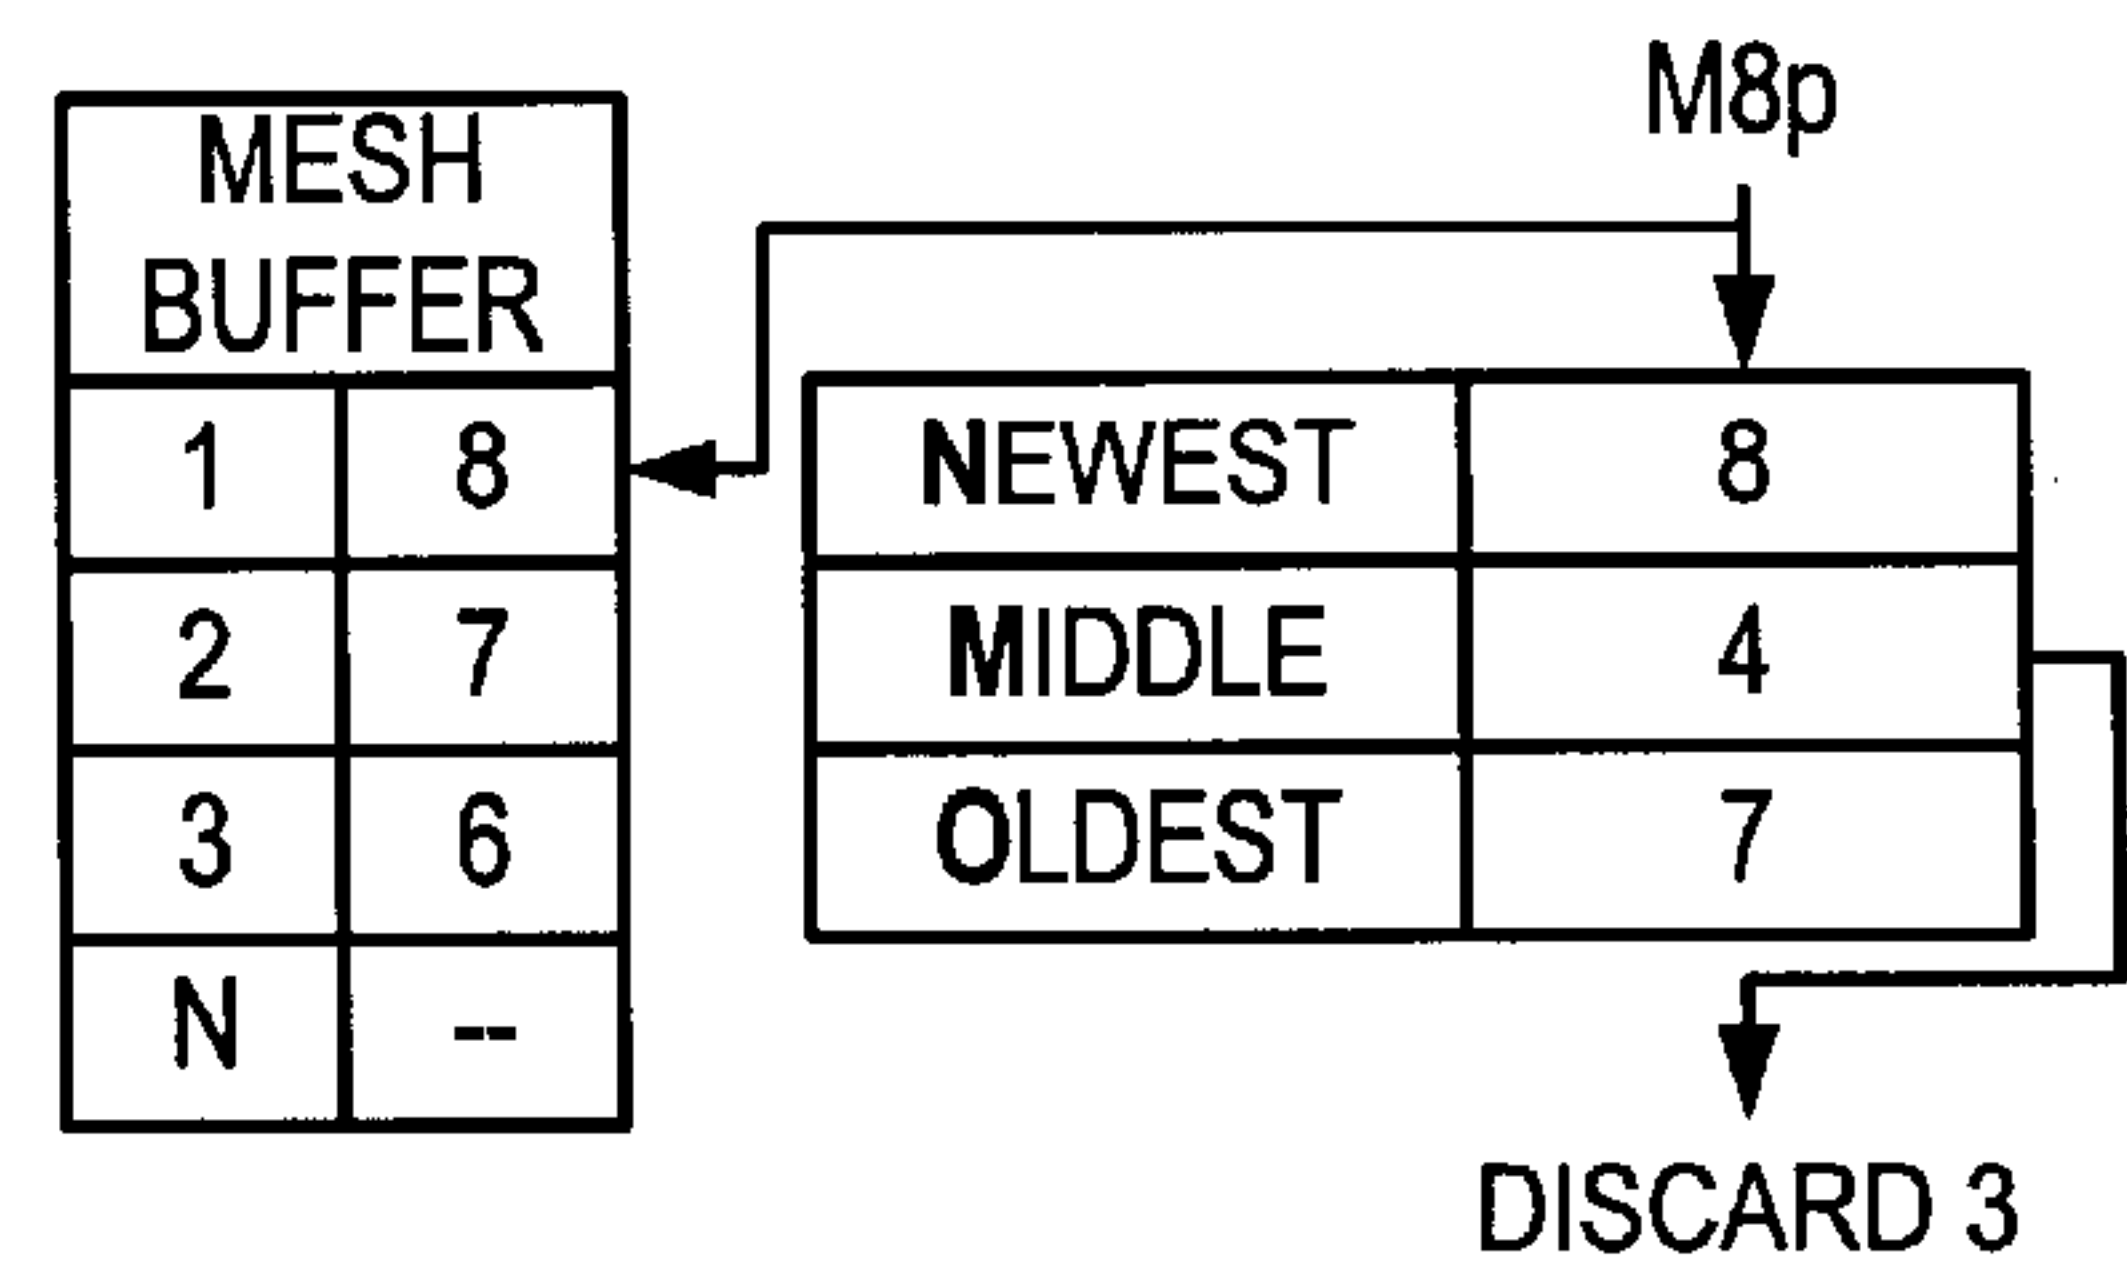 M8p
MESH
BUFFER
1 8
2 7
3 6
N --
NEWEST 8
MIDDLE 4
OLDEST 7
DISCARD 3